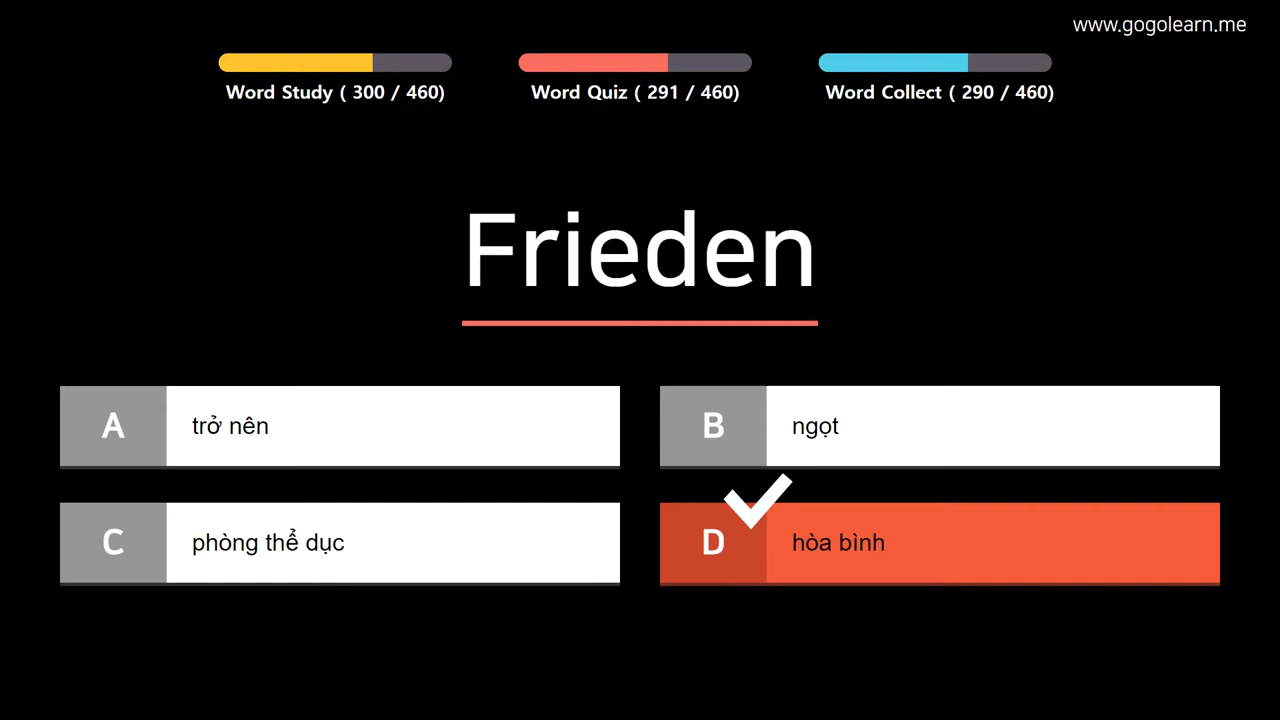 www.gogolearn.me
Word Study ( 300 / 460)
Word Quiz ( 291 / 460)
Word Collect ( 290 / 460)
Frieden
A
trở nên
B
ngọt
C
phòng thể dục
D
hòa bình